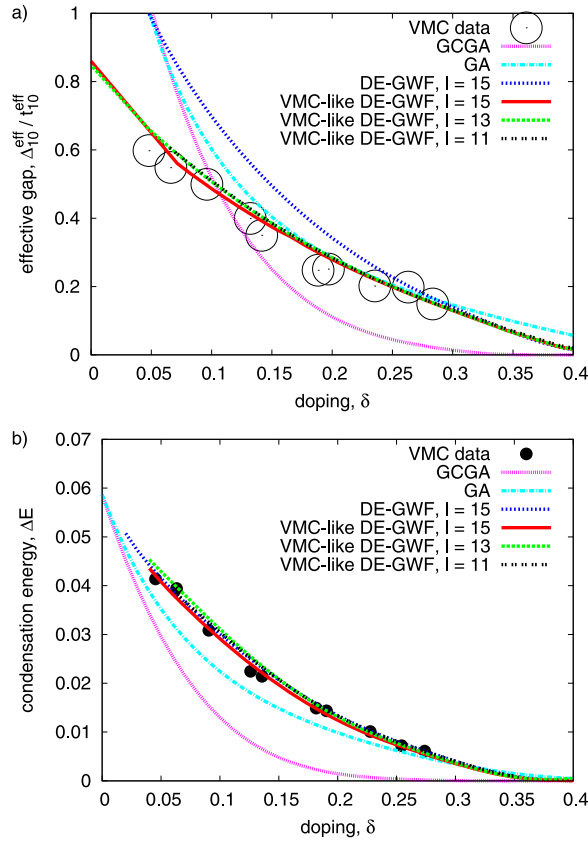 a)
VMC data
GCGA
GA
DE-GWF, l = 15
VMC-like DE-GWF, l = 15
VMC-like DE-GWF, l = 13
VMC-like DE-GWF, l = 11
effective gap, Δ₁₀ᵉᶠᶠ / t₁₀ᵉᶠᶠ
1
0.8
0.6
0.4
0.2
0
0 0.05 0.1 0.15 0.2 0.25 0.3 0.35 0.4
doping, δ
b)
VMC data
GCGA
GA
DE-GWF, l = 15
VMC-like DE-GWF, l = 15
VMC-like DE-GWF, l = 13
VMC-like DE-GWF, l = 11
condensation energy, ΔE
0.07
0.06
0.05
0.04
0.03
0.02
0.01
0
0 0.05 0.1 0.15 0.2 0.25 0.3 0.35 0.4
doping, δ